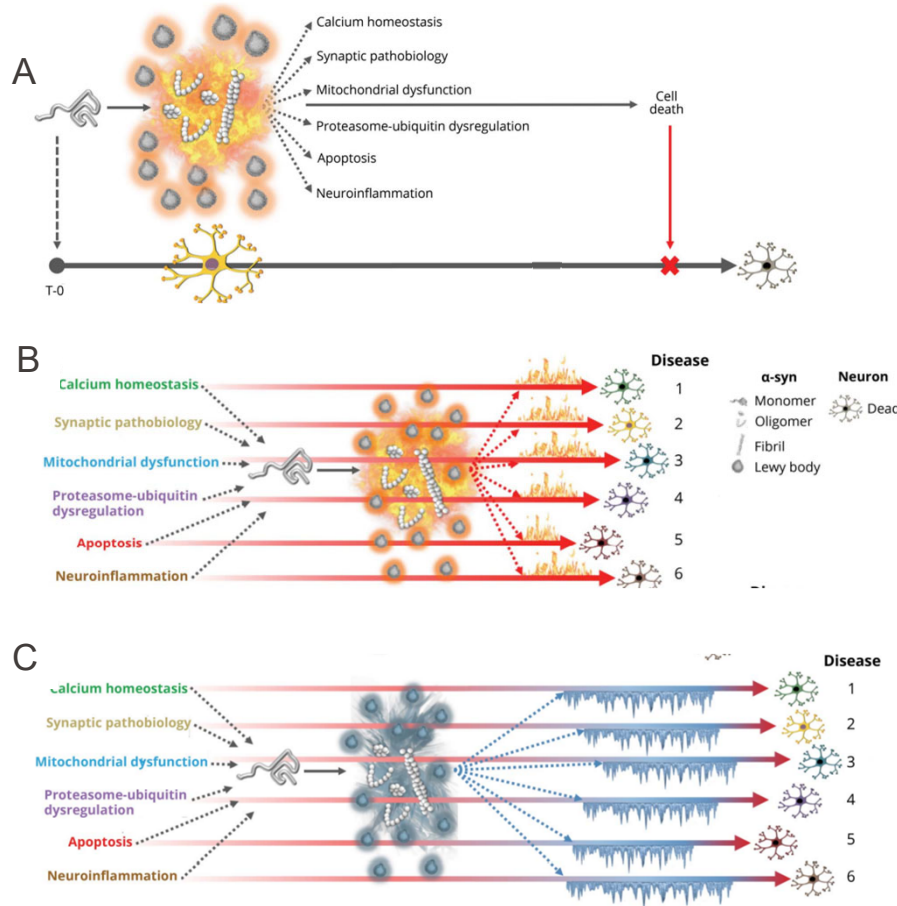 A
Calcium homeostasis
Synaptic pathobiology
Mitochondrial dysfunction
Proteasome-ubiquitin dysregulation
Apoptosis
Neuroinflammation
Cell
death
T-0
B
Calcium homeostasis
Synaptic pathobiology
Mitochondrial dysfunction
Proteasome-ubiquitin
dysregulation
Apoptosis
Neuroinflammation
Disease
1
2
3
4
5
6
α-syn
Monomer
Oligomer
Fibril
Lewy body
Neuron
Dead
C
Calcium homeostasis
Synaptic pathobiology
Mitochondrial dysfunction
Proteasome-ubiquitin
dysregulation
Apoptosis
Neuroinflammation
Disease
1
2
3
4
5
6